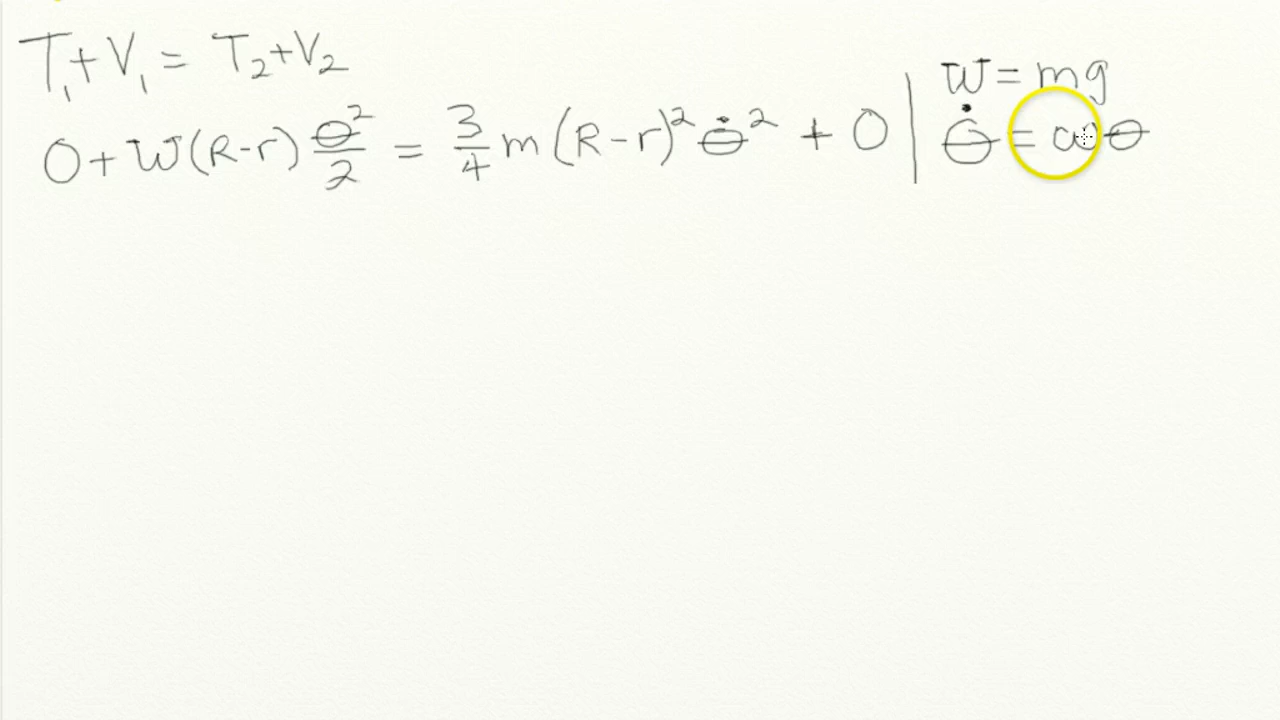 T₁+V₁ = T₂+V₂
0+W(R-r) θ²/2 = 3/4 m(R-r)² θ̇² + 0
W = mg
θ̇ = ωθ